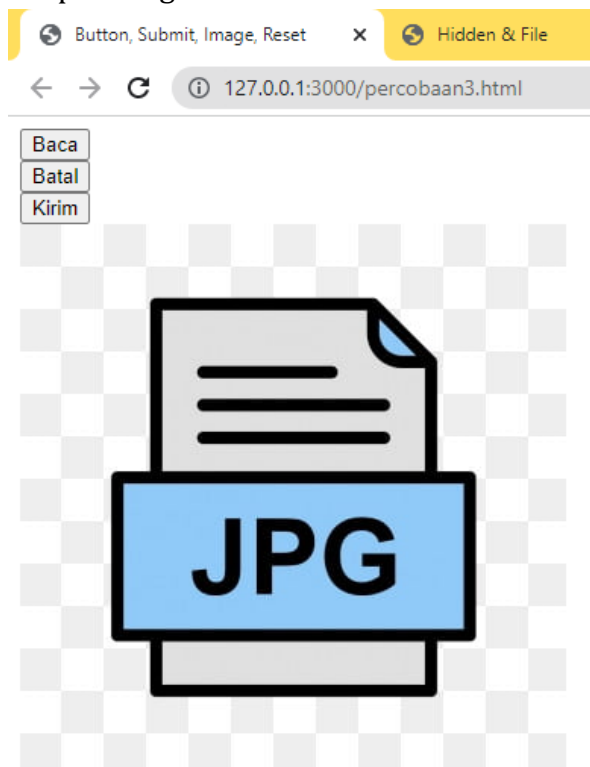 Button, Submit, Image, Reset
Hidden & File
127.0.0.1:3000/percobaan3.html
Baca
Batal
Kirim
JPG